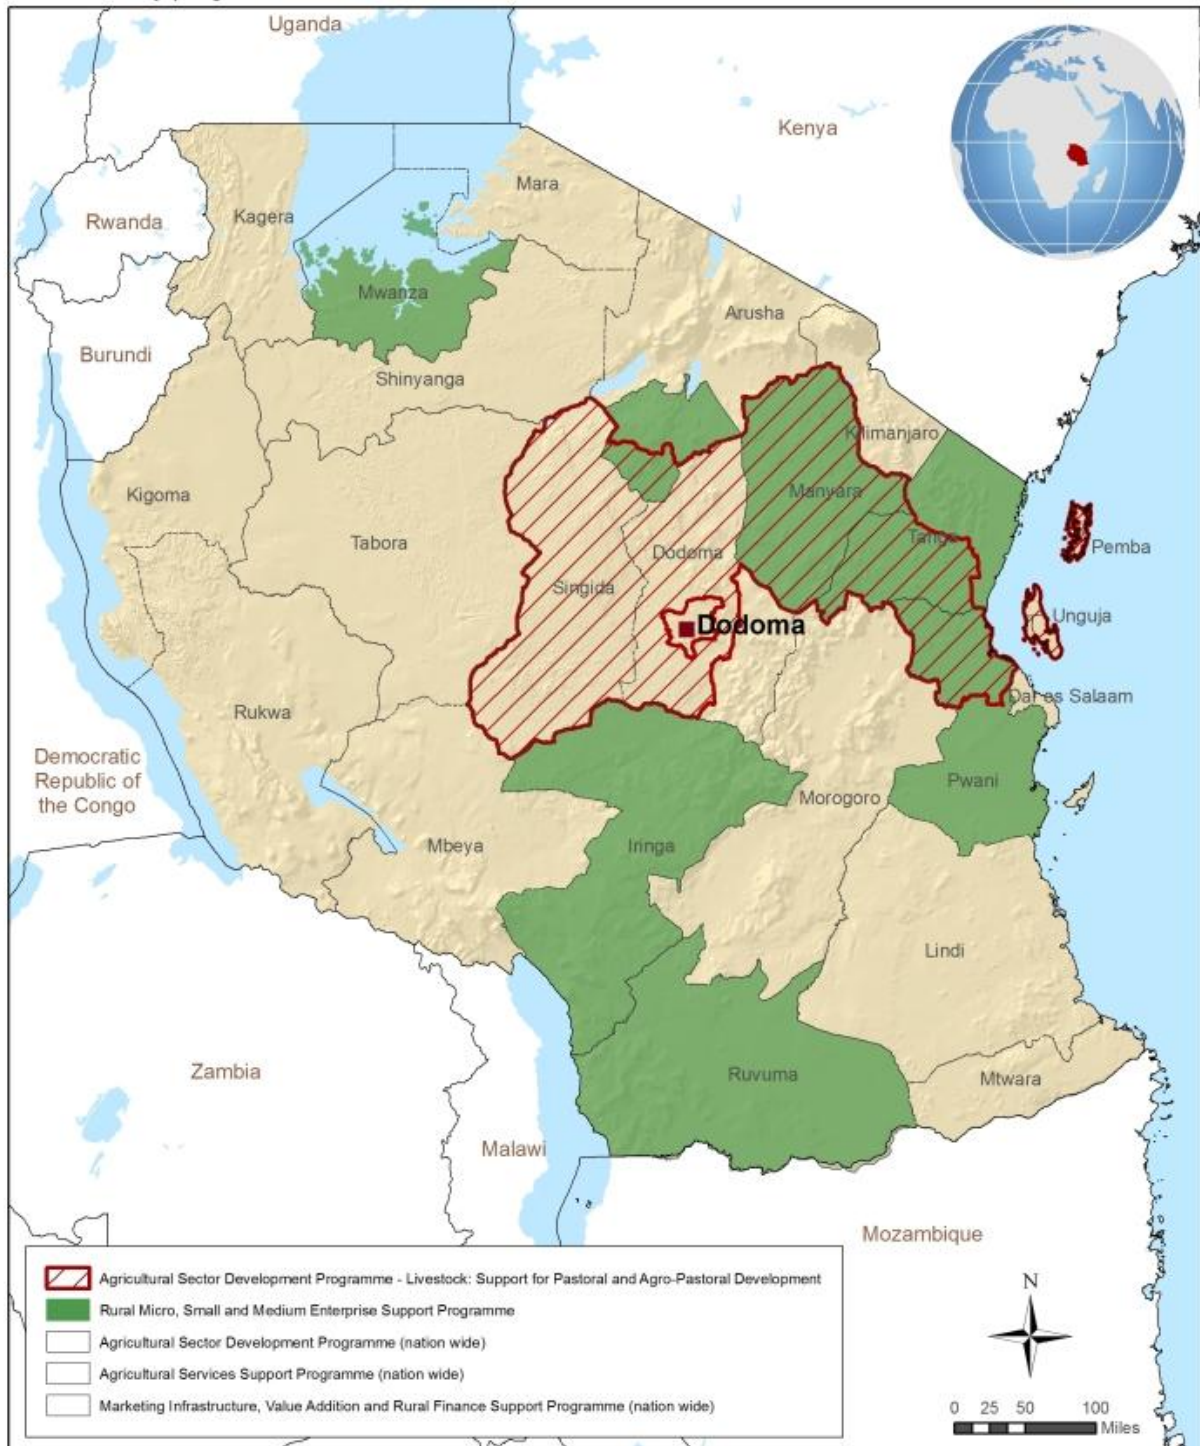 Uganda
Kenya
Mara
Rwanda
Kagera
Mwanza
Arusha
Burundi
Shinyanga
Kilimanjaro
Kigoma
Manyara
Tabora
Tanga
Pemba
Dodoma
Singida
Unguja
Dodoma
Dar es Salaam
Rukwa
Democratic
Republic of
the Congo
Pwani
Morogoro
Mbeya
Iringa
Lindi
Zambia
Ruvuma
Mtwara
Malawi
Mozambique
Agricultural Sector Development Programme - Livestock: Support for Pastoral and Agro-Pastoral Development
Rural Micro, Small and Medium Enterprise Support Programme
Agricultural Sector Development Programme (nation wide)
Agricultural Services Support Programme (nation wide)
Marketing Infrastructure, Value Addition and Rural Finance Support Programme (nation wide)
N
0 25 50 100
Miles